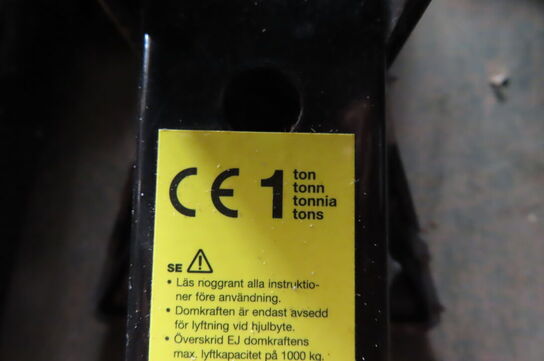 CE 1 ton
tonn
tonnia
tons
SE
• Läs noggrant alla instruktio-
ner före användning.
• Domkraften är endast avsedd
för lyftning vid hjulbyte.
• Överskrid EJ domkraftens
max. lyftkapacitet på 1000 kg.